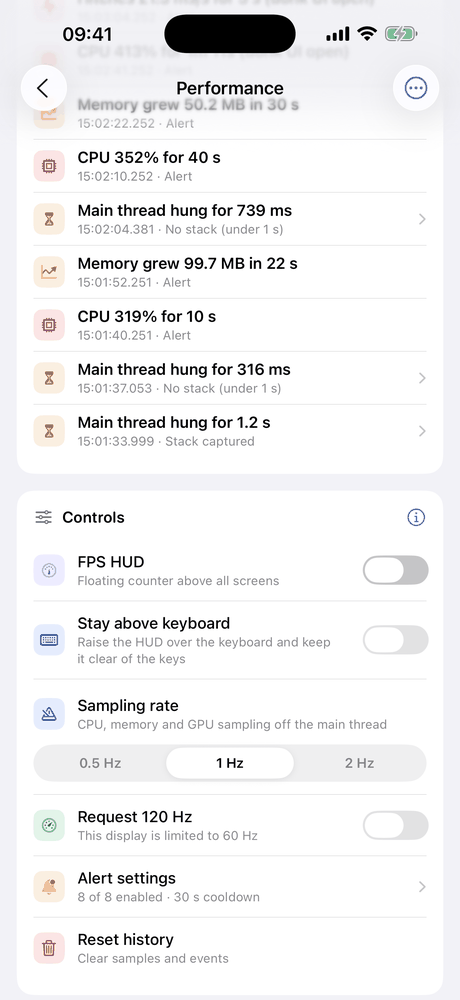 09:41
Performance
Memory grew 50.2 MB in 30 s
15:02:22.252 · Alert
CPU 352% for 40 s
15:02:10.252 · Alert
Main thread hung for 739 ms
15:02:04.381 · No stack (under 1 s)
Memory grew 99.7 MB in 22 s
15:01:52.251 · Alert
CPU 319% for 10 s
15:01:40.251 · Alert
Main thread hung for 316 ms
15:01:37.053 · No stack (under 1 s)
Main thread hung for 1.2 s
15:01:33.999 · Stack captured
Controls
FPS HUD
Floating counter above all screens
Stay above keyboard
Raise the HUD over the keyboard and keep
it clear of the keys
Sampling rate
CPU, memory and GPU sampling off the main thread
0.5 Hz
1 Hz
2 Hz
Request 120 Hz
This display is limited to 60 Hz
Alert settings
8 of 8 enabled · 30 s cooldown
Reset history
Clear samples and events